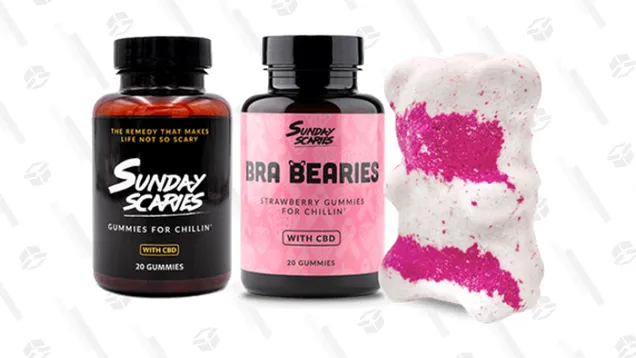 THE REMEDY THAT MAKES
LIFE NOT SO SCARY
SUNDAY
SCARIES
GUMMIES FOR CHILLIN'
WITH CBD
20 GUMMIES
SUNDAY
SCARIES
BRA BEARIES
STRAWBERRY GUMMIES
FOR CHILLIN'
WITH CBD
20 GUMMIES